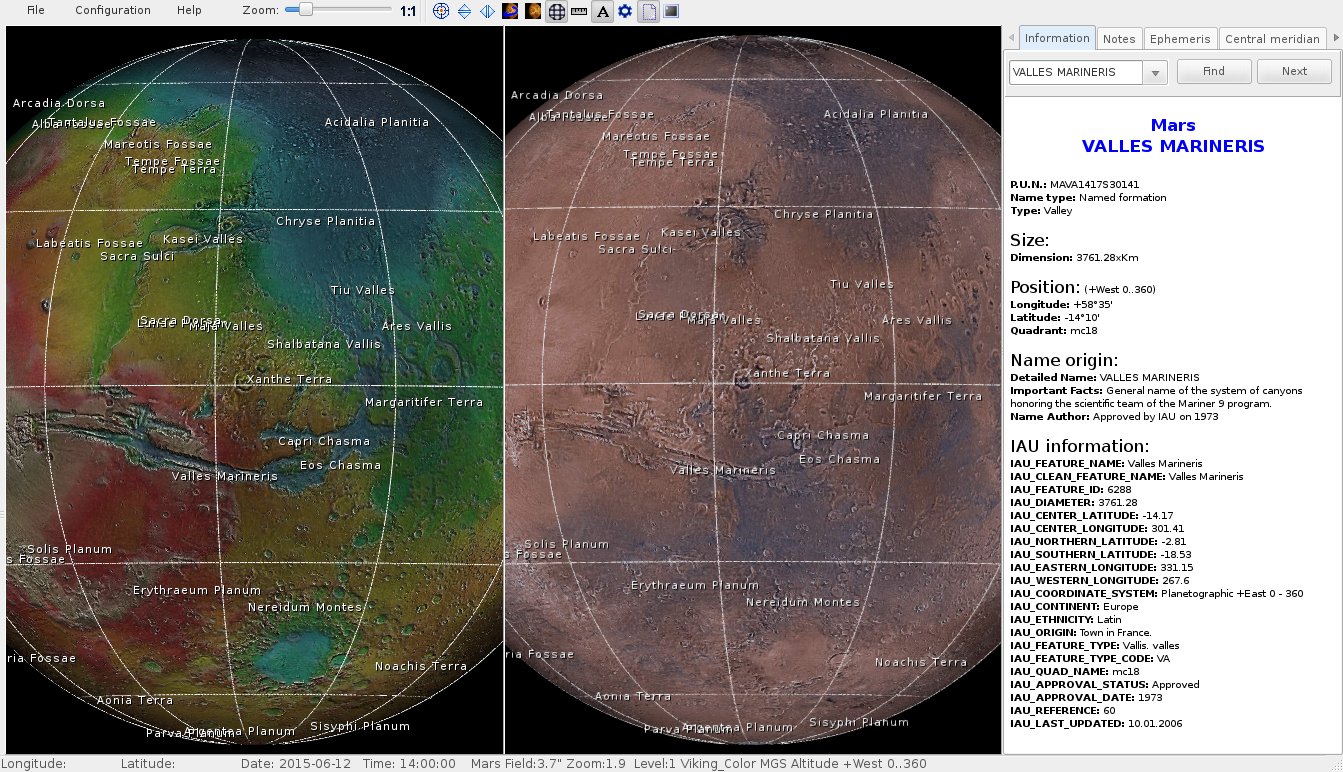 File Configuration Help Zoom: 1:1 A
Arcadia Dorsa
Tantalus Fossae
Acidalia Planitia
Mareotis Fossae
Tempe Fossae
Tempe Terra
Chryse Planitia
Kasei Valles
Labeatis Fossae
Sacra Sulci
Tiu Valles
Sacra Dorsa
Maja Valles
Ares Vallis
Shalbatana Vallis
Xanthe Terra
Margaritifer Terra
Capri Chasma
Eos Chasma
Valles Marineris
Solis Planum
s Fossae
Erythraeum Planum
Nereidum Montes
ria Fossae
Noachis Terra
Aonia Terra
Sisyphi Planum
Parva Planum
Argentea Planum
Arcadia Dorsa
Tantalus Fossae
Acidalia Planitia
Mareotis Fossae
Tempe Fossae
Tempe Terra
Chryse Planitia
Kasei Valles
Labeatis Fossae
Sacra Sulci
Tiu Valles
Sacra Dorsa
Maja Valles
Ares Vallis
Shalbatana Vallis
Xanthe Terra
Margaritifer Terra
Capri Chasma
Eos Chasma
Valles Marineris
Solis Planum
s Fossae
Erythraeum Planum
Nereidum Montes
ria Fossae
Noachis Terra
Aonia Terra
Sisyphi Planum
Parva Planum
Argentea Planum
Information Notes Ephemeris Central meridian
VALLES MARINERIS Find Next
Mars
VALLES MARINERIS
P.U.N.: MAVA1417S30141
Name type: Named formation
Type: Valley
Size:
Dimension: 3761.28xKm
Position: (+West 0..360)
Longitude: +58°35'
Latitude: -14°10'
Quadrant: mc18
Name origin:
Detailed Name: VALLES MARINERIS
Important Facts: General name of the system of canyons
honoring the scientific team of the Mariner 9 program.
Name Author: Approved by IAU on 1973
IAU information:
IAU_FEATURE_NAME: Valles Marineris
IAU_CLEAN_FEATURE_NAME: Valles Marineris
IAU_FEATURE_ID: 6288
IAU_DIAMETER: 3761.28
IAU_CENTER_LATITUDE: -14.17
IAU_CENTER_LONGITUDE: 301.41
IAU_NORTHERN_LATITUDE: -2.81
IAU_SOUTHERN_LATITUDE: -18.53
IAU_EASTERN_LONGITUDE: 331.15
IAU_WESTERN_LONGITUDE: 267.6
IAU_COORDINATE_SYSTEM: Planetographic +East 0 - 360
IAU_CONTINENT: Europe
IAU_ETHNICITY: Latin
IAU_ORIGIN: Town in France.
IAU_FEATURE_TYPE: Vallis. valles
IAU_FEATURE_TYPE_CODE: VA
IAU_QUAD_NAME: mc18
IAU_APPROVAL_STATUS: Approved
IAU_APPROVAL_DATE: 1973
IAU_REFERENCE: 60
IAU_LAST_UPDATED: 10.01.2006
Longitude: Latitude: Date: 2015-06-12 Time: 14:00:00 Mars Field:3.7" Zoom:1.9 Level:1 Viking_Color MGS Altitude +West 0..360